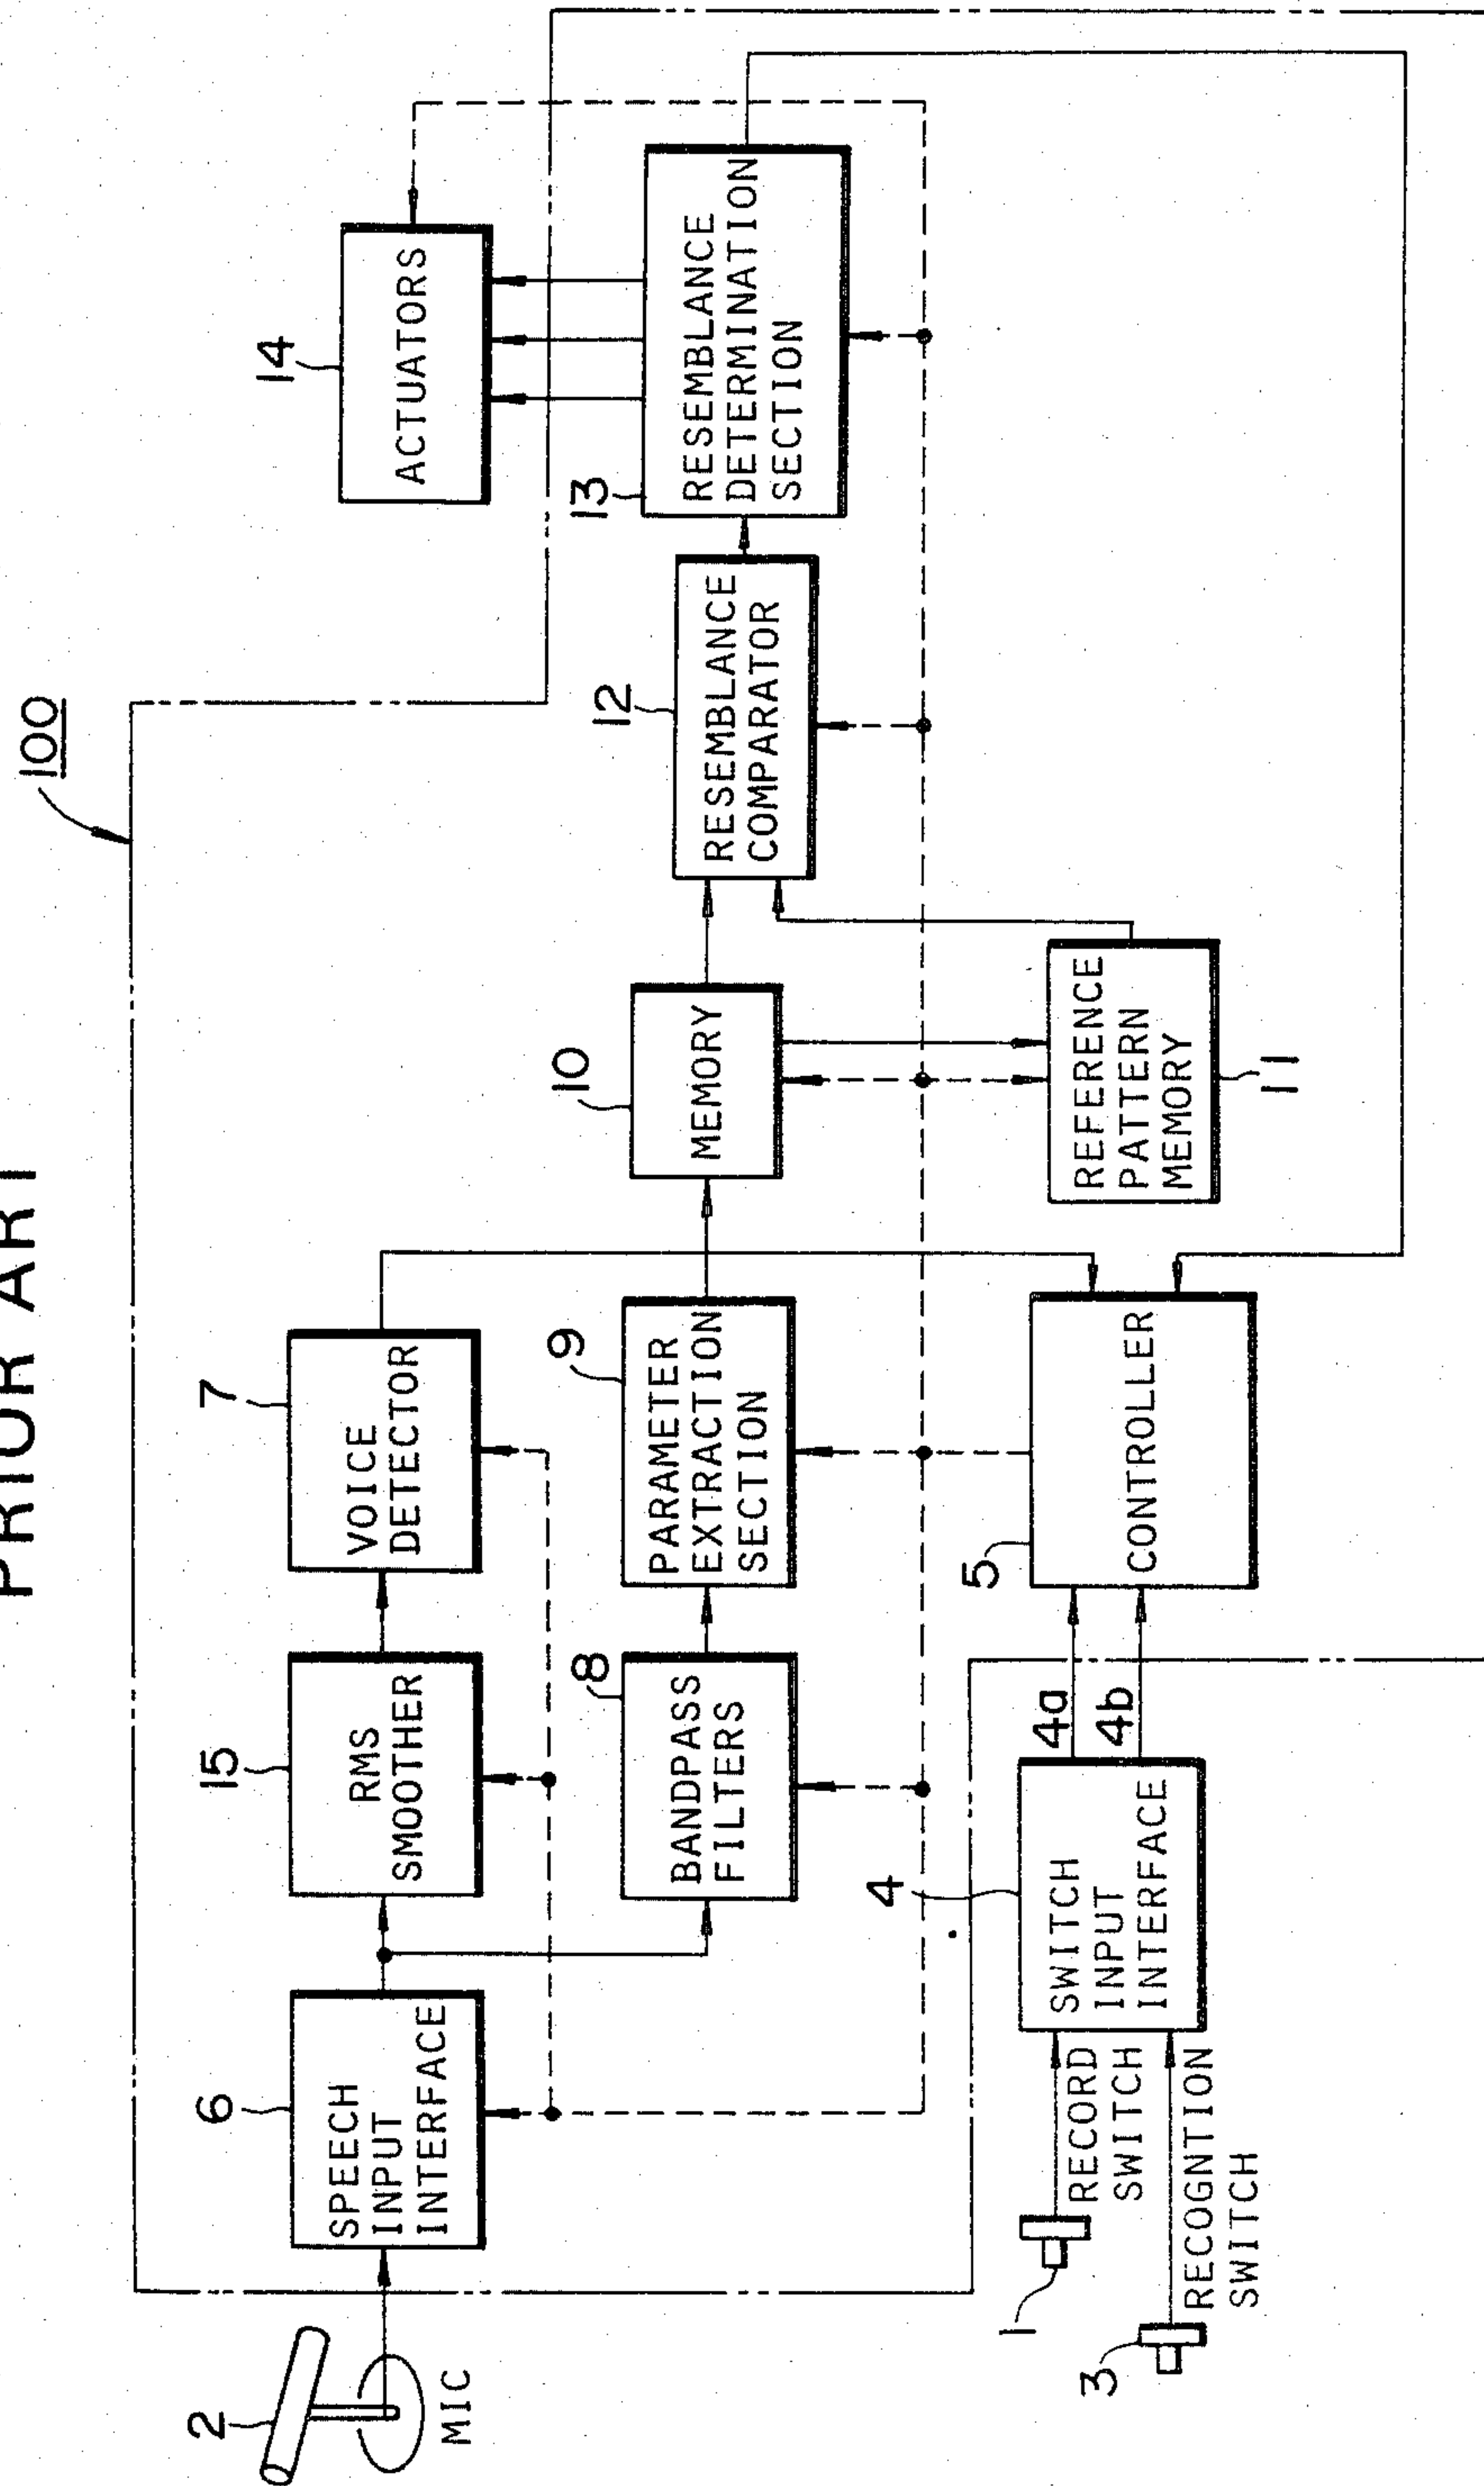 PRIOR ART
100
2
MIC
6
SPEECH
INPUT
INTERFACE
15
RMS
SMOOTHER
7
VOICE
DETECTOR
8
BANDPASS
FILTERS
9
PARAMETER
EXTRACTION
SECTION
10
MEMORY
11
REFERENCE
PATTERN
MEMORY
12
RESEMBLANCE
COMPARATOR
13
RESEMBLANCE
DETERMINATION
SECTION
14
ACTUATORS
1
RECORD
SWITCH
3
RECOGNTION
SWITCH
4
SWITCH
INPUT
INTERFACE
4a
4b
5
CONTROLLER